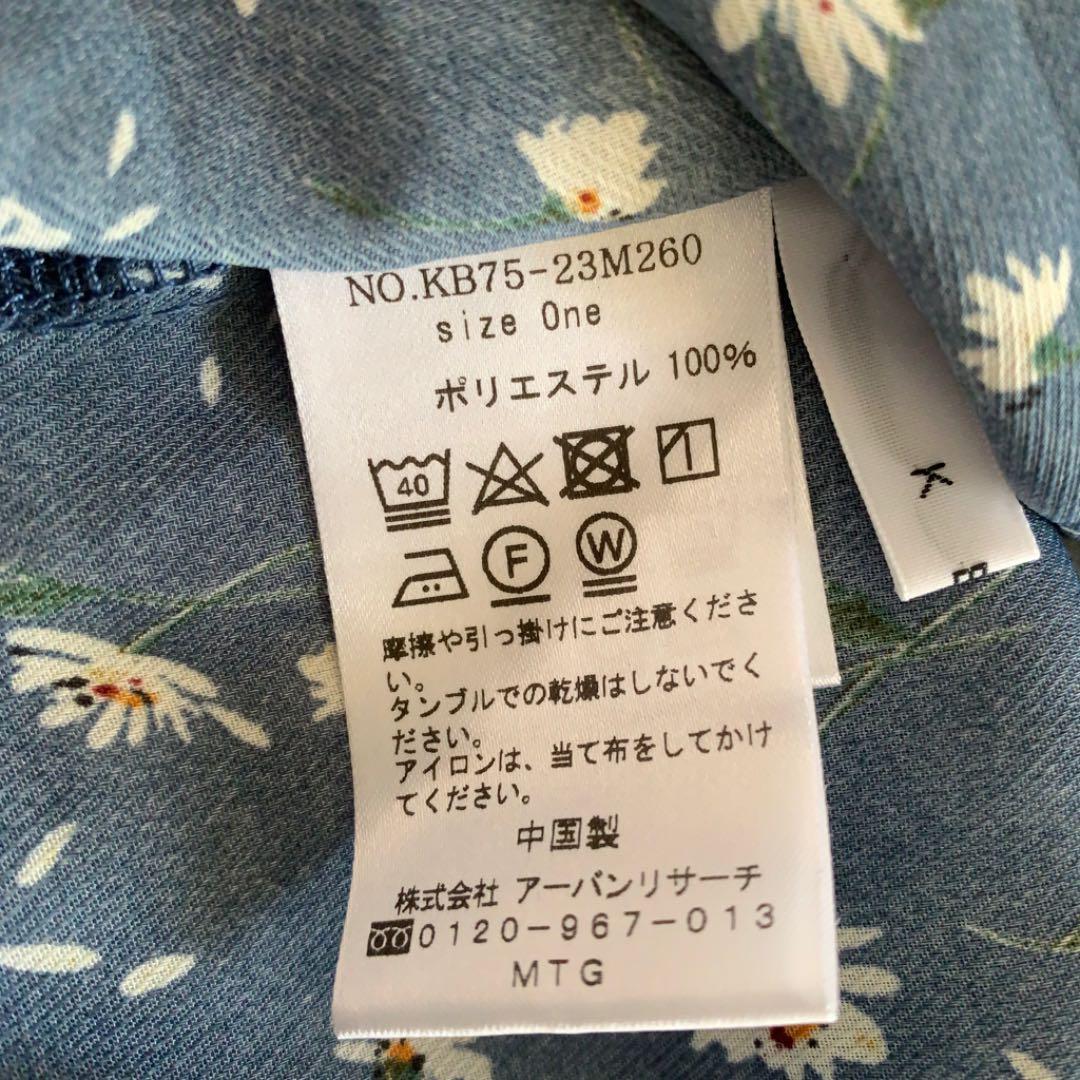 NO.KB75-23M260
size One
ポリエステル 100%
40
F W
摩擦や引っ掛けにご注意くださ
い。
タンブルでの乾燥はしないでく
ださい。
アイロンは、当て布をしてかけ
てください。
中国製
株式会社 アーバンリサーチ
0120-967-013
MTG